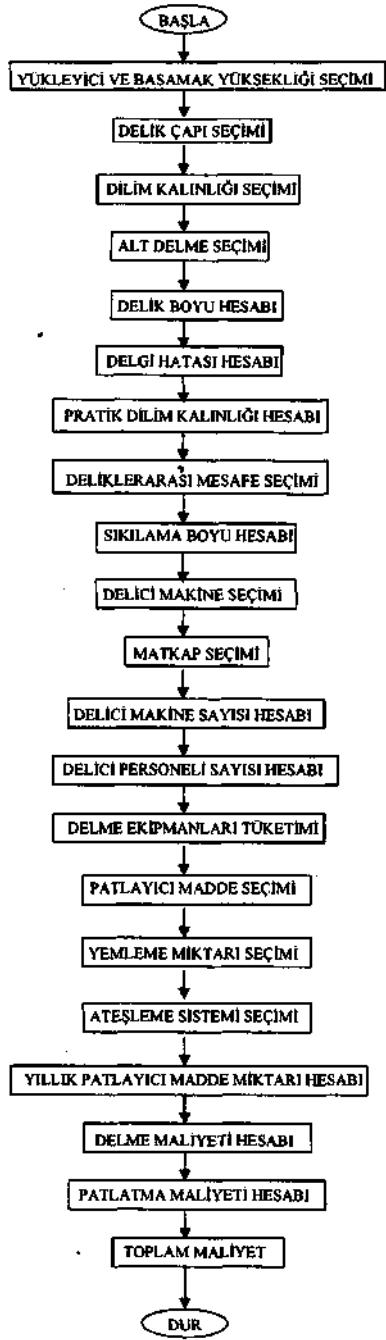 BAŞLA
YÜKLEYİCİ VE BASAMAK YÜKSEKLİĞİ SEÇİMİ
DELİK ÇAPI SEÇİMİ
DİLİM KALINLIĞI SEÇİMİ
ALT DELME SEÇİMİ
DELİK BOYU HESABI
DELGİ HATASI HESABI
PRATİK DİLİM KALINLIĞI HESABI
DELİKLERARASI MESAFE SEÇİMİ
SIKILAMA BOYU HESABI
DELİCİ MAKİNE SEÇİMİ
MATKAP SEÇİMİ
DELİCİ MAKİNE SAYISI HESABI
DELİCİ PERSONELİ SAYISI HESABI
DELME EKİPMANLARI TÜKETİMİ
PATLAYICI MADDE SEÇİMİ
YEMLEME MİKTARI SEÇİMİ
ATEŞLEME SİSTEMİ SEÇİMİ
YILLIK PATLAYICI MADDE MİKTARI HESABI
DELME MALİYETİ HESABI
PATLATMA MALİYETİ HESABI
TOPLAM MALİYET
DUR